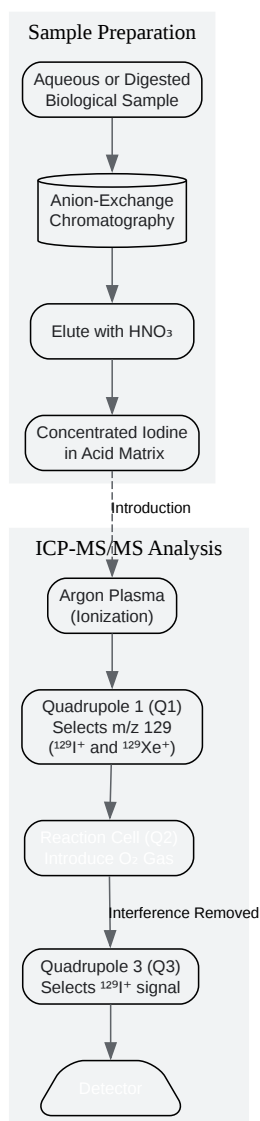 Sample Preparation
Aqueous or Digested
Biological Sample
Anion-Exchange
Chromatography
Elute with HNO₃
Concentrated Iodine
in Acid Matrix
Introduction
ICP-MS/MS Analysis
Argon Plasma
(Ionization)
Quadrupole 1 (Q1)
Selects m/z 129
(¹²⁹I⁺ and ¹²⁹Xe⁺)
Reaction Cell (Q2)
Introduce O₂ Gas
Interference Removed
Quadrupole 3 (Q3)
Selects ¹²⁹I⁺ signal
Detector